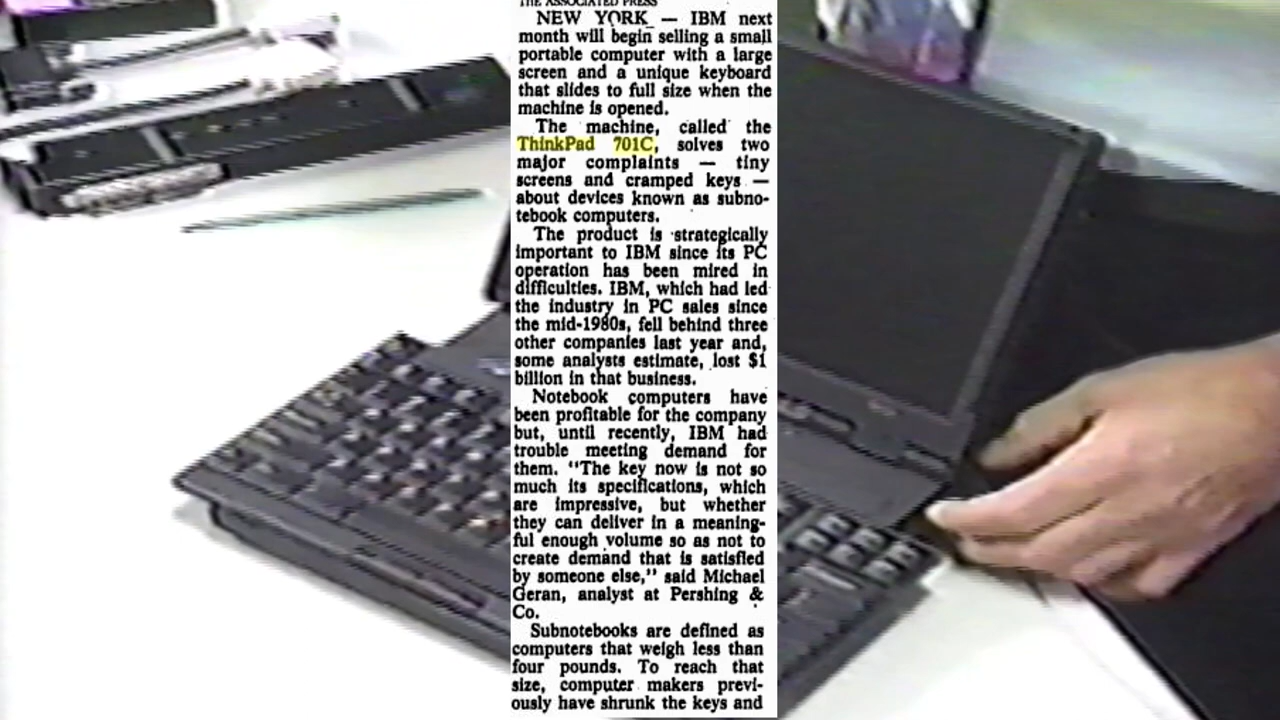 THE ASSOCIATED PRESS
NEW YORK — IBM next
month will begin selling a small
portable computer with a large
screen and a unique keyboard
that slides to full size when the
machine is opened.
The machine, called the
ThinkPad 701C, solves two
major complaints — tiny
screens and cramped keys —
about devices known as subno-
tebook computers.
The product is strategically
important to IBM since its PC
operation has been mired in
difficulties. IBM, which had led
the industry in PC sales since
the mid-1980s, fell behind three
other companies last year and,
some analysts estimate, lost $1
billion in that business.
Notebook computers have
been profitable for the company
but, until recently, IBM had
trouble meeting demand for
them. "The key now is not so
much its specifications, which
are impressive, but whether
they can deliver in a meaning-
ful enough volume so as not to
create demand that is satisfied
by someone else," said Michael
Geran, analyst at Pershing &
Co.
Subnotebooks are defined as
computers that weigh less than
four pounds. To reach that
size, computer makers previ-
ously have shrunk the keys and